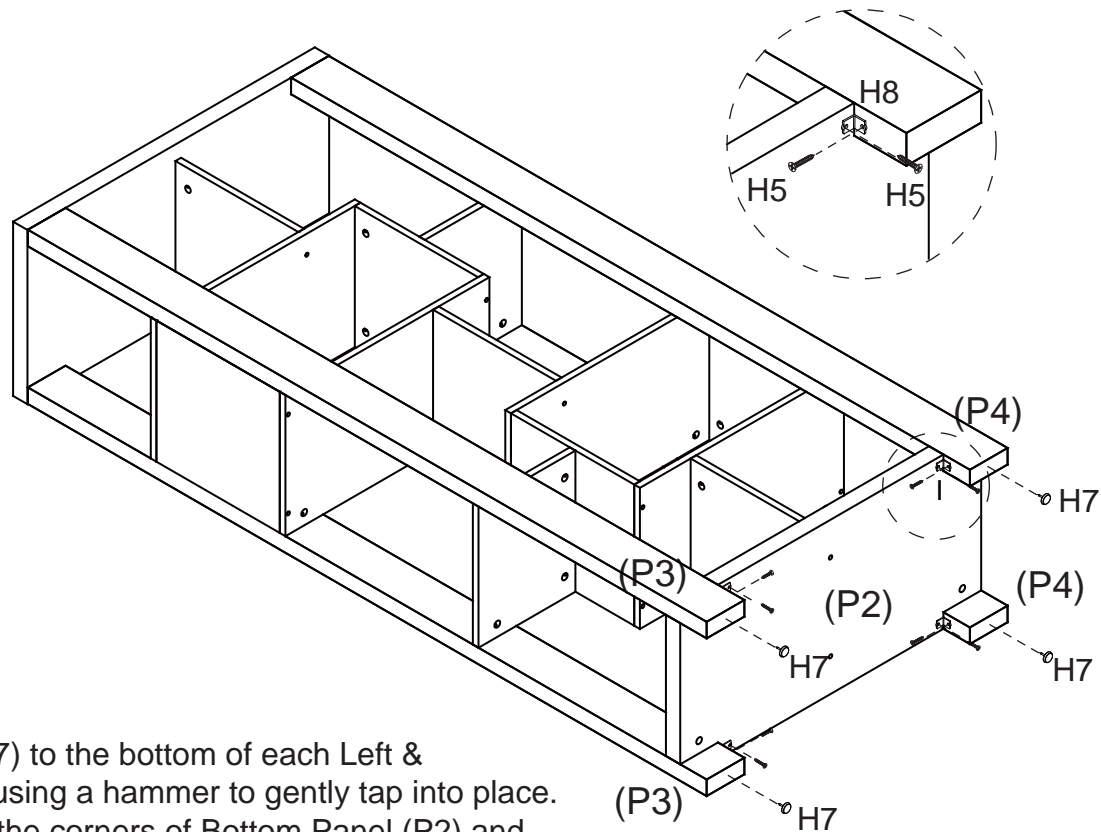 H8
H5
H5
(P4)
I
H7
(P3)
(P2)
(P4)
H7
H7
7) to the bottom of each Left &
using a hammer to gently tap into place.
(P3)
H7
the corners of Bottom Panel (P2) and